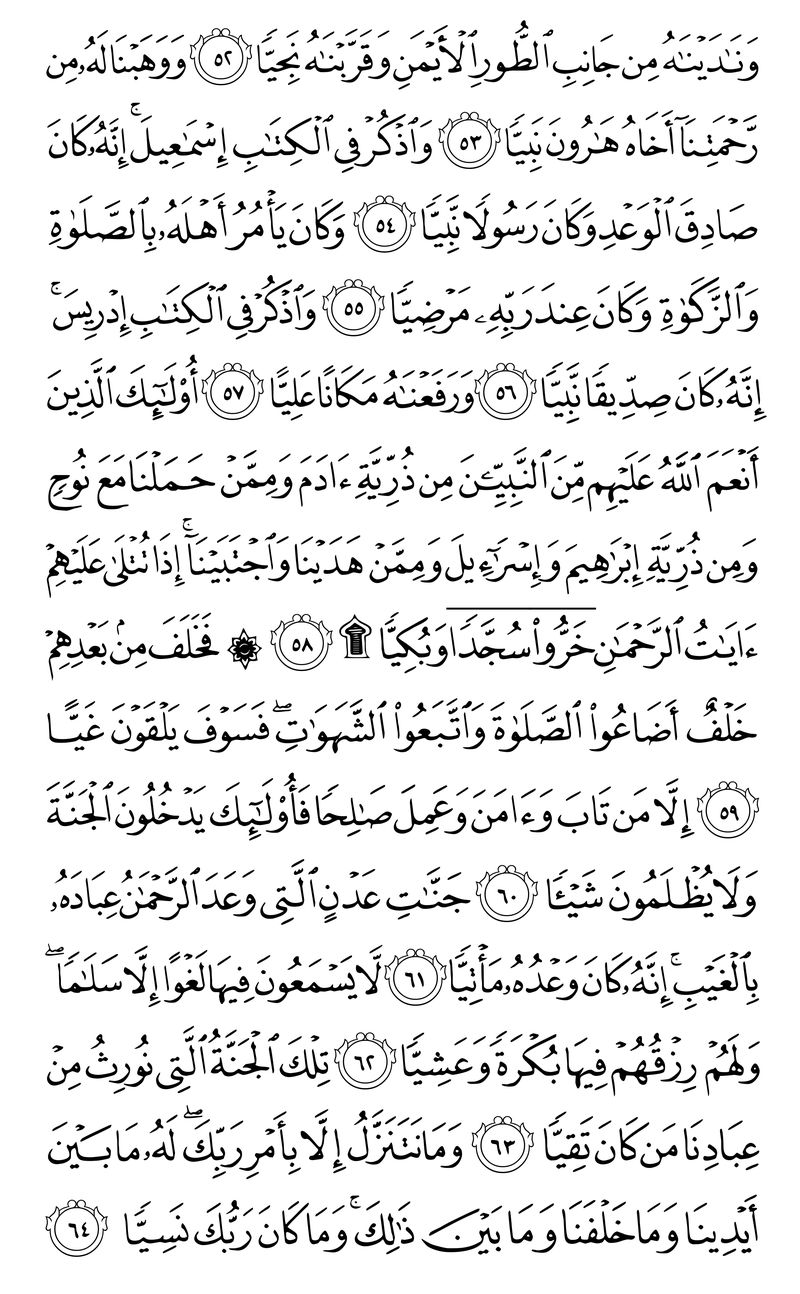 وَنَٰدَيۡنَٰهُ مِن جَانِبِ ٱلطُّورِ ٱلۡأَيۡمَنِ وَقَرَّبۡنَٰهُ نَجِيّٗا ٥٢ وَوَهَبۡنَا لَهُۥ مِن
رَّحۡمَتِنَآ أَخَاهُ هَٰرُونَ نَبِيّٗا ٥٣ وَٱذۡكُرۡ فِي ٱلۡكِتَٰبِ إِسۡمَٰعِيلَۚ إِنَّهُۥ كَانَ
صَادِقَ ٱلۡوَعۡدِ وَكَانَ رَسُولٗا نَّبِيّٗا ٥٤ وَكَانَ يَأۡمُرُ أَهۡلَهُۥ بِٱلصَّلَوٰةِ
وَٱلزَّكَوٰةِ وَكَانَ عِندَ رَبِّهِۦ مَرۡضِيّٗا ٥٥ وَٱذۡكُرۡ فِي ٱلۡكِتَٰبِ إِدۡرِيسَۚ
إِنَّهُۥ كَانَ صِدِّيقٗا نَّبِيّٗا ٥٦ وَرَفَعۡنَٰهُ مَكَانًا عَلِيًّا ٥٧ أُوْلَٰٓئِكَ ٱلَّذِينَ
أَنۡعَمَ ٱللَّهُ عَلَيۡهِم مِّنَ ٱلنَّبِيِّـۧنَ مِن ذُرِّيَّةِ ءَادَمَ وَمِمَّنۡ حَمَلۡنَا مَعَ نُوحٖ
وَمِن ذُرِّيَّةِ إِبۡرَٰهِيمَ وَإِسۡرَٰٓءِيلَ وَمِمَّنۡ هَدَيۡنَا وَٱجۡتَبَيۡنَآۚ إِذَا تُتۡلَىٰ عَلَيۡهِمۡ
ءَايَٰتُ ٱلرَّحۡمَٰنِ خَرُّواْۤ سُجَّدٗاۤ وَبُكِيّٗا ۩ ٥٨ ۞ فَخَلَفَ مِنۢ بَعۡدِهِمۡ
خَلۡفٌ أَضَاعُواْ ٱلصَّلَوٰةَ وَٱتَّبَعُواْ ٱلشَّهَوَٰتِۖ فَسَوۡفَ يَلۡقَوۡنَ غَيًّا
٥٩ إِلَّا مَن تَابَ وَءَامَنَ وَعَمِلَ صَٰلِحٗا فَأُوْلَٰٓئِكَ يَدۡخُلُونَ ٱلۡجَنَّةَ
وَلَا يُظۡلَمُونَ شَيۡـٔٗا ٦٠ جَنَّٰتِ عَدۡنٍ ٱلَّتِي وَعَدَ ٱلرَّحۡمَٰنُ عِبَادَهُۥ
بِٱلۡغَيۡبِۚ إِنَّهُۥ كَانَ وَعۡدُهُۥ مَأۡتِيّٗا ٦١ لَّا يَسۡمَعُونَ فِيهَا لَغۡوًا إِلَّا سَلَٰمٗاۖ
وَلَهُمۡ رِزۡقُهُمۡ فِيهَا بُكۡرَةٗ وَعَشِيّٗا ٦٢ تِلۡكَ ٱلۡجَنَّةُ ٱلَّتِي نُورِثُ مِنۡ
عِبَادِنَا مَن كَانَ تَقِيّٗا ٦٣ وَمَا نَتَنَزَّلُ إِلَّا بِأَمۡرِ رَبِّكَۖ لَهُۥ مَا بَيۡنَ
أَيۡدِينَا وَمَا خَلۡفَنَا وَمَا بَيۡنَ ذَٰلِكَۚ وَمَا كَانَ رَبُّكَ نَسِيّٗا ٦٤